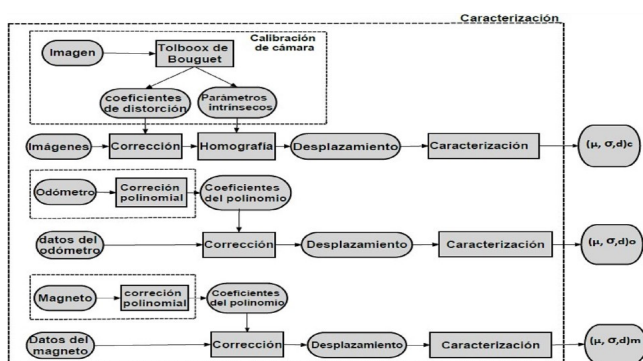 Caracterización
Calibración
de cámara
Imagen
Tolboox de
Bouguet
coeficientes
de distorción
Parámetros
intrínsecos
Imágenes
Corrección
Homografía
Desplazamiento
Caracterización
(μ, σ,d)c
Odómetro
Correción
polinomial
Coeficientes
del polinomio
datos del
odómetro
Corrección
Desplazamiento
Caracterización
(μ, σ,d)o
Magneto
correción
polinomial
Coeficientes
del polinomio
Datos del
magneto
Corrección
Desplazamiento
Caracterización
(μ, σ,d)m